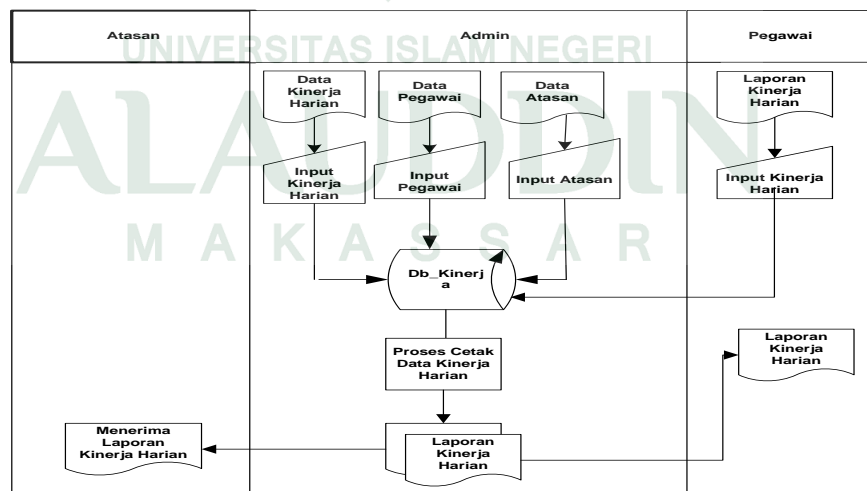 Atasan
Admin
Pegawai
UNIVERSITAS ISLAM NEGERI
ALAUDDIN
MAKASSAR
Data
Kinerja
Harian
Data
Pegawai
Data
Atasan
Laporan
Kinerja
Harian
Input
Kinerja
Harian
Input
Pegawai
Input Atasan
Input Kinerja
Harian
Db_Kinerj
a
Proses Cetak
Data Kinerja
Harian
Laporan
Kinerja
Harian
Menerima
Laporan
Kinerja Harian
Laporan
Kinerja
Harian